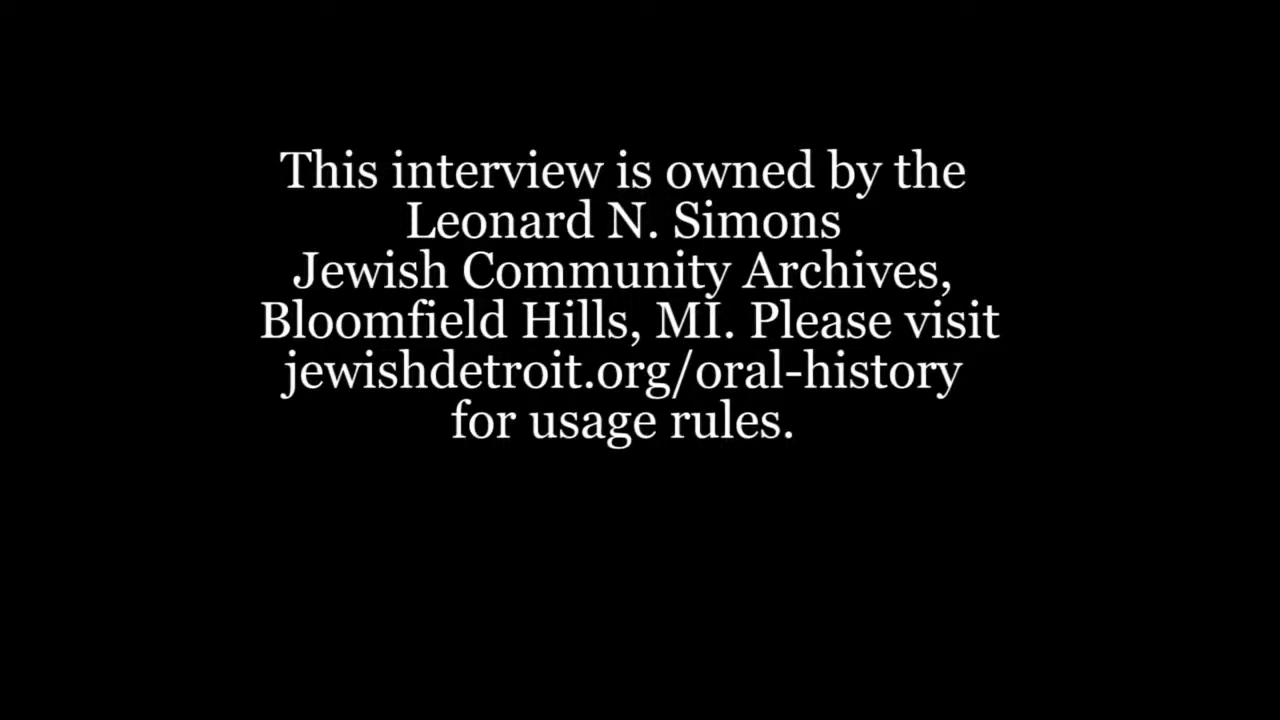 This interview is owned by the
Leonard N. Simons
Jewish Community Archives,
Bloomfield Hills, MI. Please visit
jewishdetroit.org/oral-history
for usage rules.